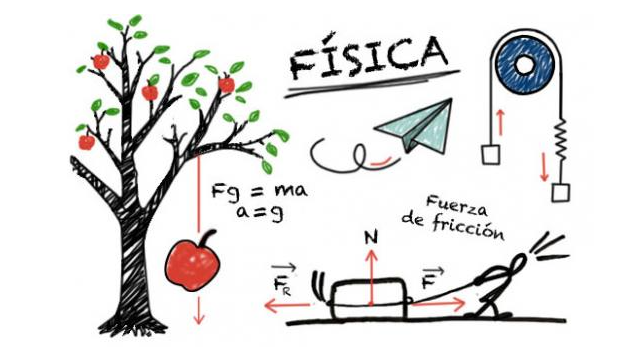 FÍSICA
Fg = ma
a = g
Fuerza
de fricción
N
F_R
F